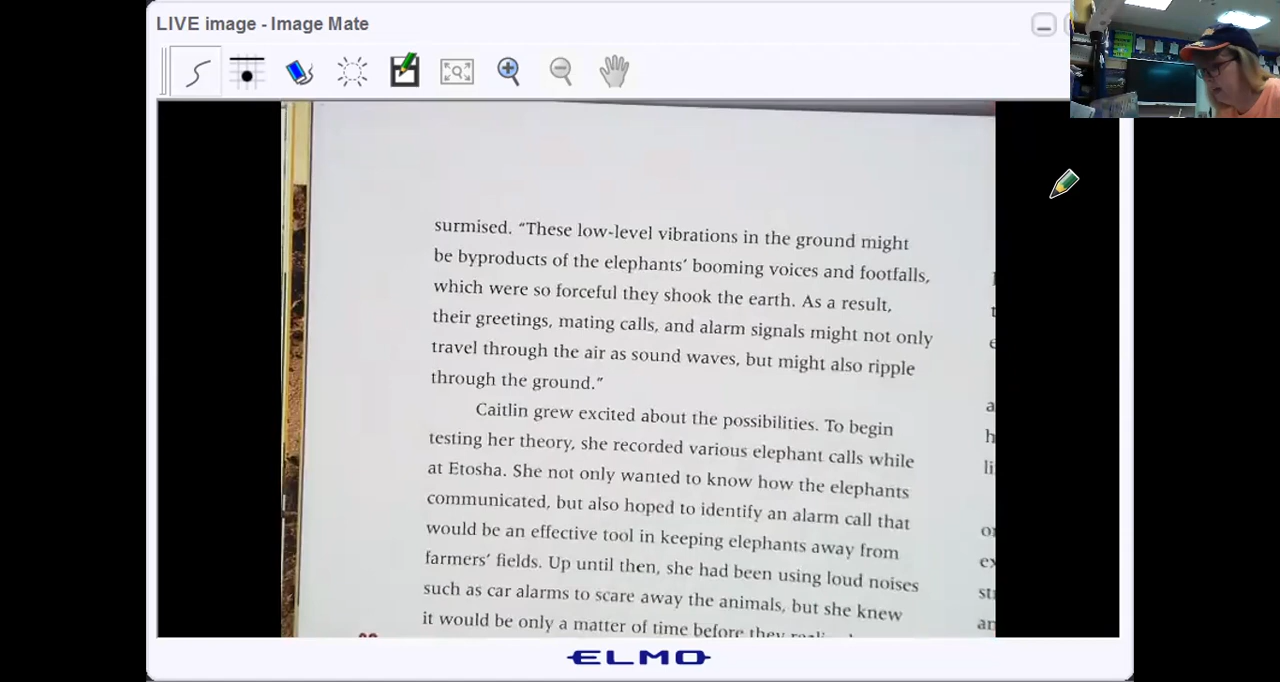 LIVE image - Image Mate
surmised. “These low-level vibrations in the ground might
be byproducts of the elephants’ booming voices and footfalls,
which were so forceful they shook the earth. As a result,
their greetings, mating calls, and alarm signals might not only
travel through the air as sound waves, but might also ripple
through the ground.”
Caitlin grew excited about the possibilities. To begin
testing her theory, she recorded various elephant calls while
at Etosha. She not only wanted to know how the elephants
communicated, but also hoped to identify an alarm call that
would be an effective tool in keeping elephants away from
farmers’ fields. Up until then, she had been using loud noises
such as car alarms to scare away the animals, but she knew
it would be only a matter of time before they
ELMO